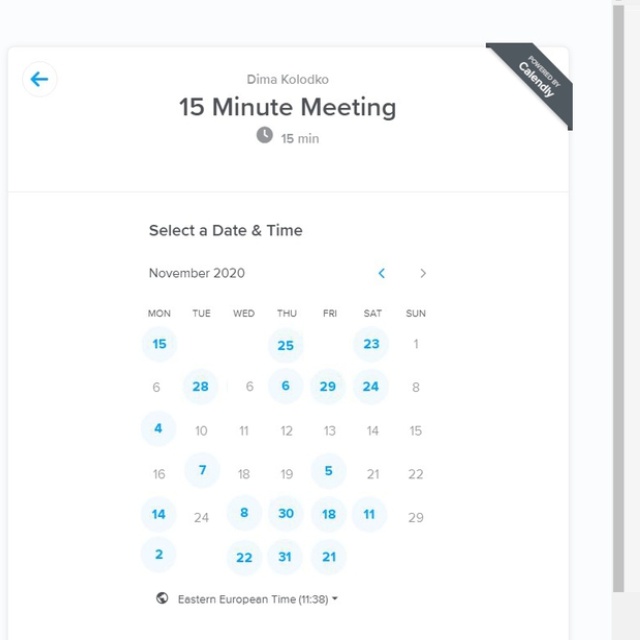 POWERED BY
Calendly
Dima Kolodko
15 Minute Meeting
15 min
Select a Date & Time
November 2020
MON TUE WED THU FRI SAT SUN
15 25 23 1
6 28 6 6 29 24 8
4 10 11 12 13 14 15
16 7 18 19 5 21 22
14 24 8 30 18 11 29
2 22 31 21
Eastern European Time (11:38)